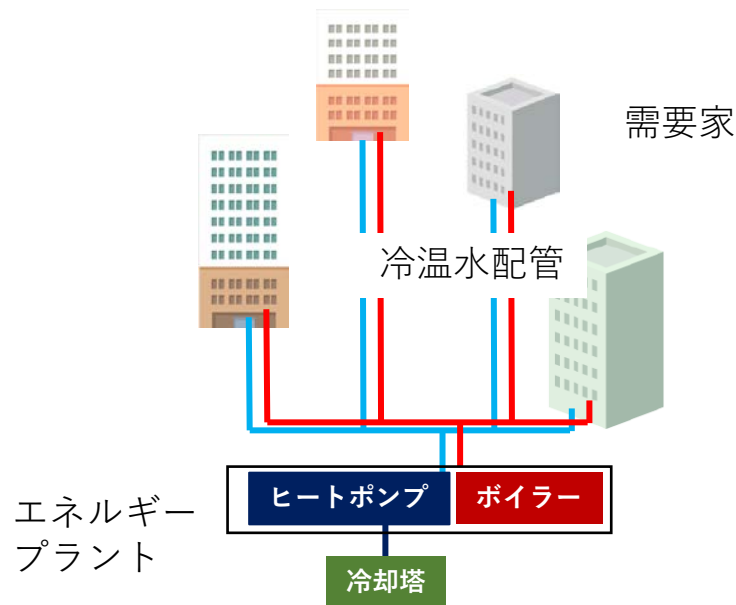 需要家
冷温水配管
ヒートポンプ
ボイラー
エネルギー
プラント
冷却塔